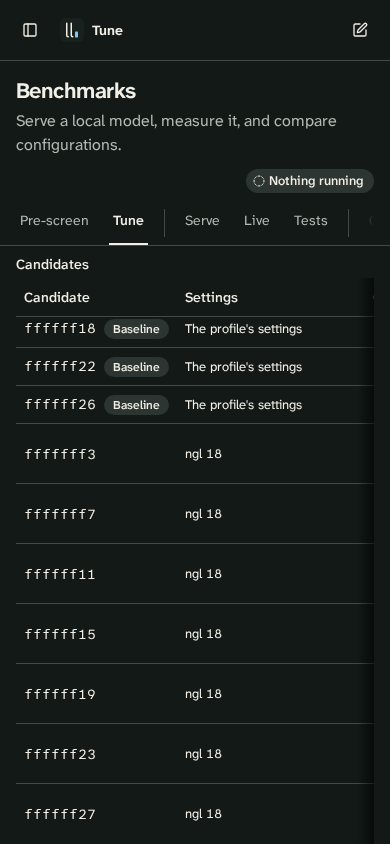 Tune
Benchmarks
Serve a local model, measure it, and compare
configurations.
Nothing running
Pre-screen Tune Serve Live Tests
Candidates
Candidate Settings
ffffff18 Baseline The profile's settings
ffffff22 Baseline The profile's settings
ffffff26 Baseline The profile's settings
fffffff3 ngl 18
fffffff7 ngl 18
ffffff11 ngl 18
ffffff15 ngl 18
ffffff19 ngl 18
ffffff23 ngl 18
ffffff27 ngl 18